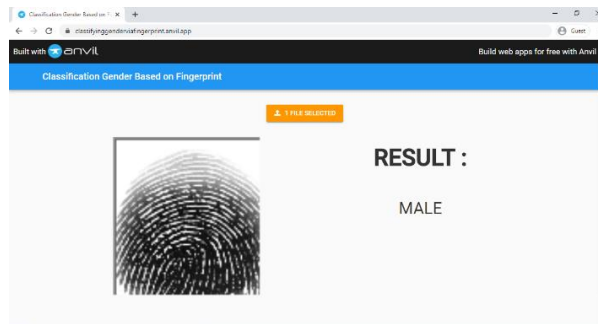 Classification Gender Based on F
classifyinggenderviafingerprint.anvil.app
Guest
Built with anvil
Build web apps for free with Anvil
Classification Gender Based on Fingerprint
1 FILE SELECTED
RESULT :
MALE